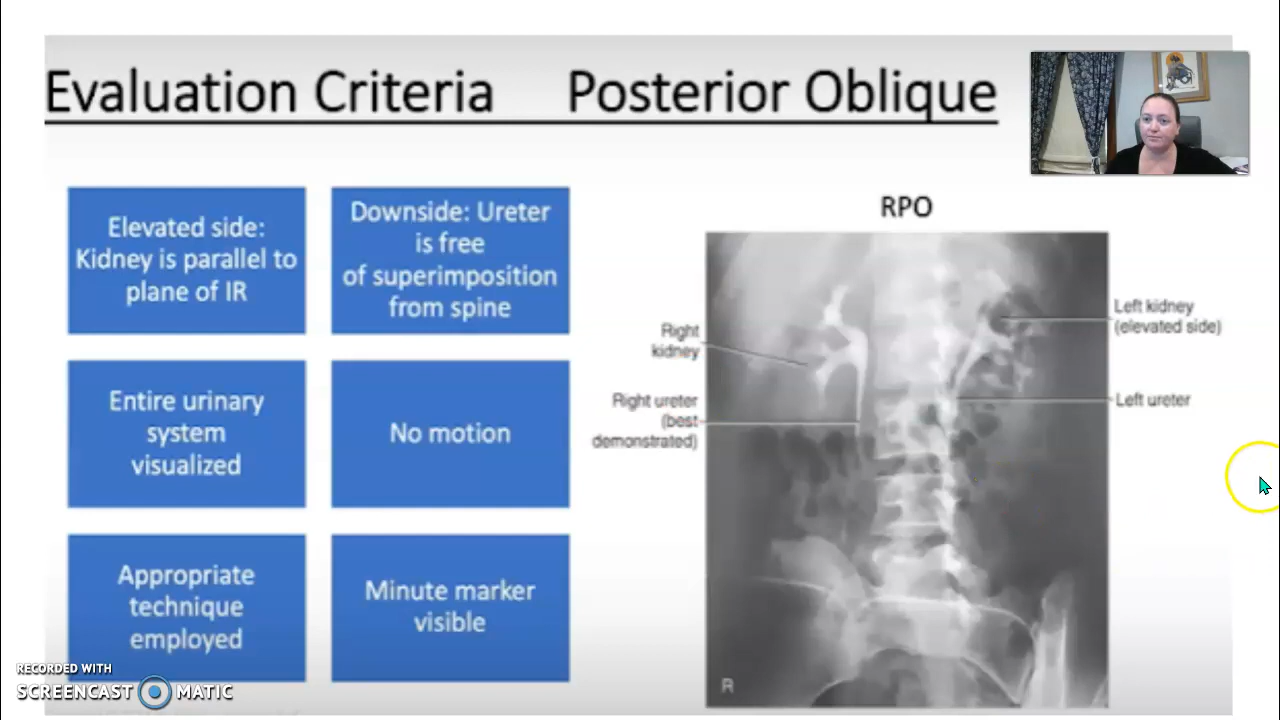 Evaluation Criteria Posterior Oblique
Elevated side:
Kidney is parallel to
plane of IR
Downside: Ureter
is free
of superimposition
from spine
Entire urinary
system
visualized
No motion
Appropriate
technique
employed
Minute marker
visible
RPO
Right
kidney
Right ureter
(best
demonstrated)
Left kidney
(elevated side)
Left ureter
R
RECORDED WITH
SCREENCAST MATIC